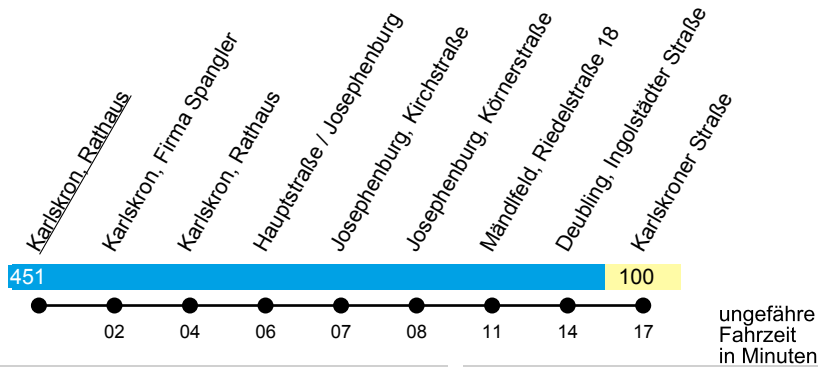 Karlskron, Rathaus
Karlskron, Firma Spangler
Karlskron, Rathaus
Hauptstraße / Josephenburg
Josephenburg, Kirchstraße
Josephenburg, Körnerstraße
Mändlfeld, Riedelstraße 18
Deubling, Ingolstädter Straße
Karlskroner Straße
451 100
02 04 06 07 08 11 14 17
ungefähre
Fahrzeit
in Minuten